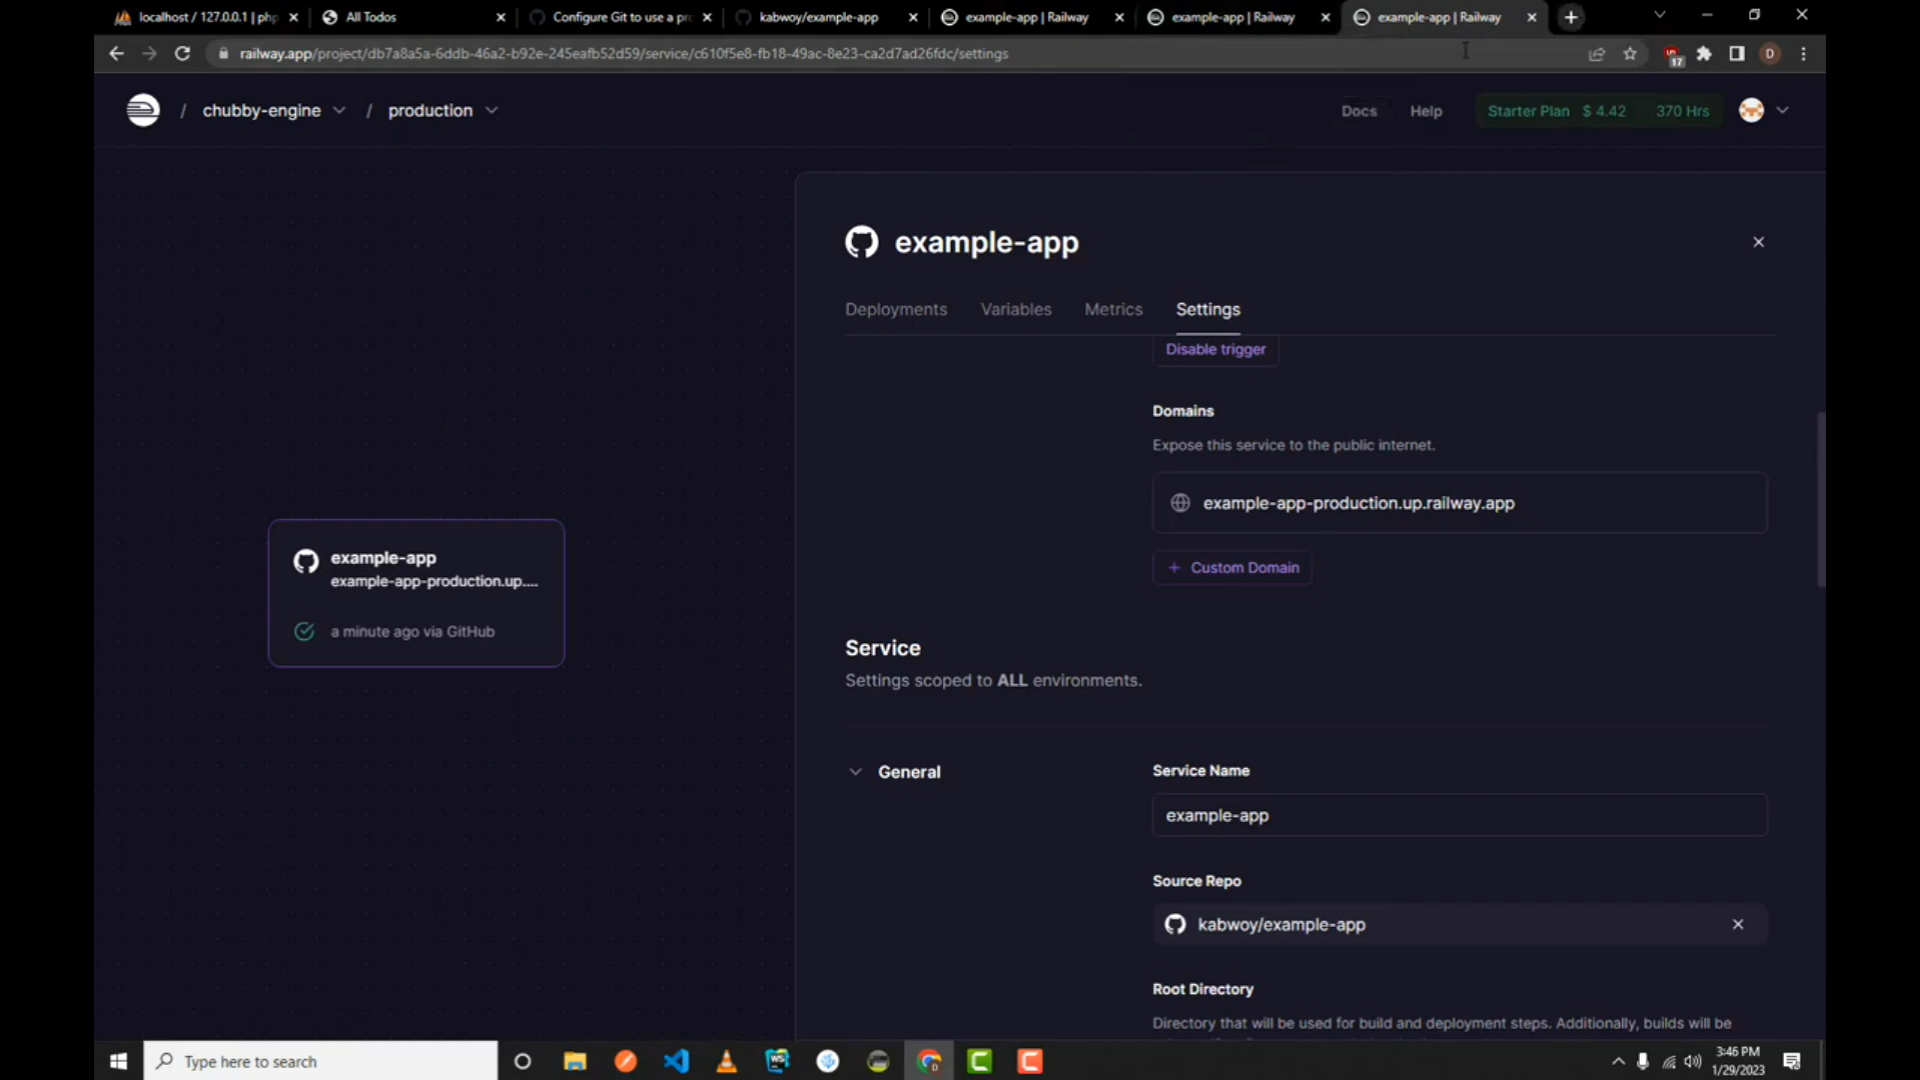 localhost / 127.0.0.1 | php
All Todos
Configure Git to use a pr
kabwoy/example-app
example-app | Railway
example-app | Railway
example-app | Railway
railway.app/project/db7a8a5a-6ddb-46a2-b92e-245eafb52d59/service/c610f5e8-fb18-49ac-8e23-ca2d7ad26fdc/settings
17
D
/ chubby-engine / production
Docs
Help
Starter Plan $ 4.42 370 Hrs
example-app
Deployments
Variables
Metrics
Settings
Disable trigger
Domains
Expose this service to the public internet.
example-app-production.up.railway.app
+ Custom Domain
example-app
example-app-production.up....
a minute ago via GitHub
Service
Settings scoped to ALL environments.
General
Service Name
example-app
Source Repo
kabwoy/example-app
Root Directory
Directory that will be used for build and deployment steps. Additionally, builds will be
Type here to search
3:46 PM
1/29/2023